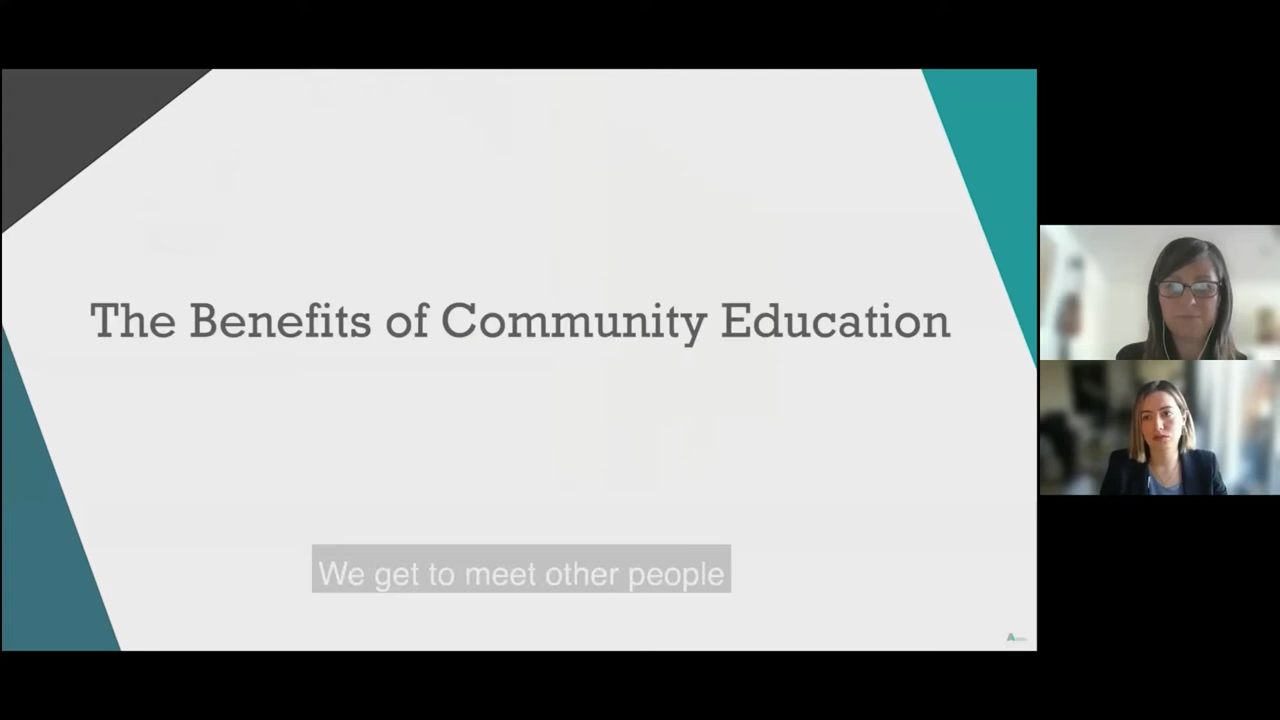 The Benefits of Community Education
We get to meet other people